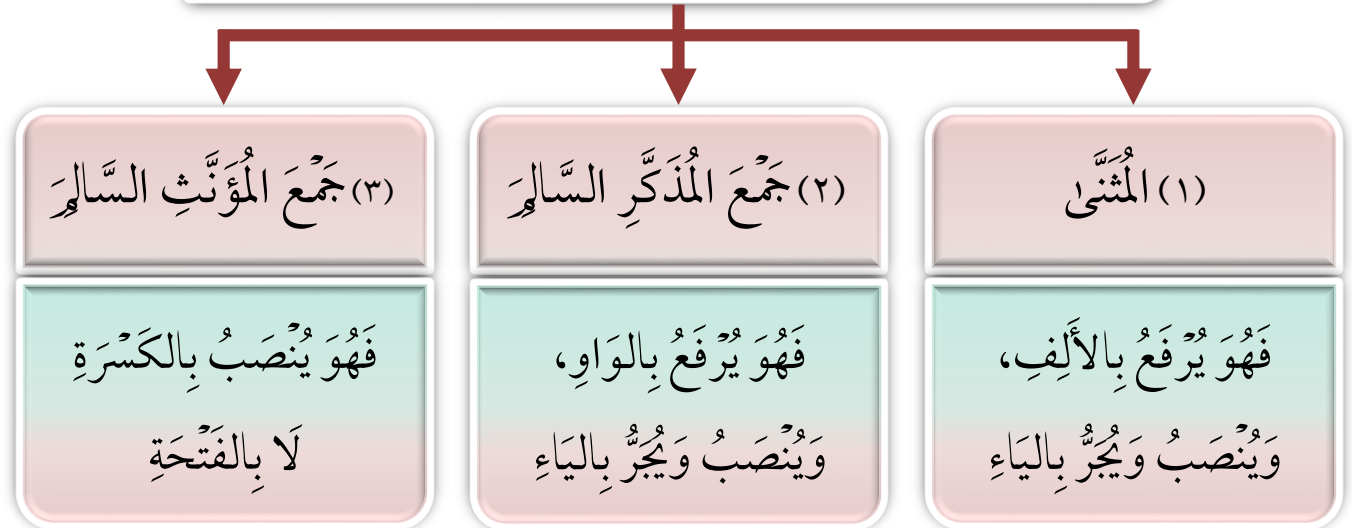 (١) المُثَنَّىٰ
فَهُوَ يُرْفَعُ بِالأَلِفِ،
وَيُنْصَبُ وَيُجَرُّ بِاليَاءِ
(٢) جَمْعَ المُذَكَّرِ السَّالِمِ
فَهُوَ يُرْفَعُ بِالوَاوِ،
وَيُنْصَبُ وَيُجَرُّ بِاليَاءِ
(٣) جَمْعَ المُؤَنَّثِ السَّالِمَ
فَهُوَ يُنْصَبُ بِالكَسْرَةِ
لَا بِالفَتْحَةِ